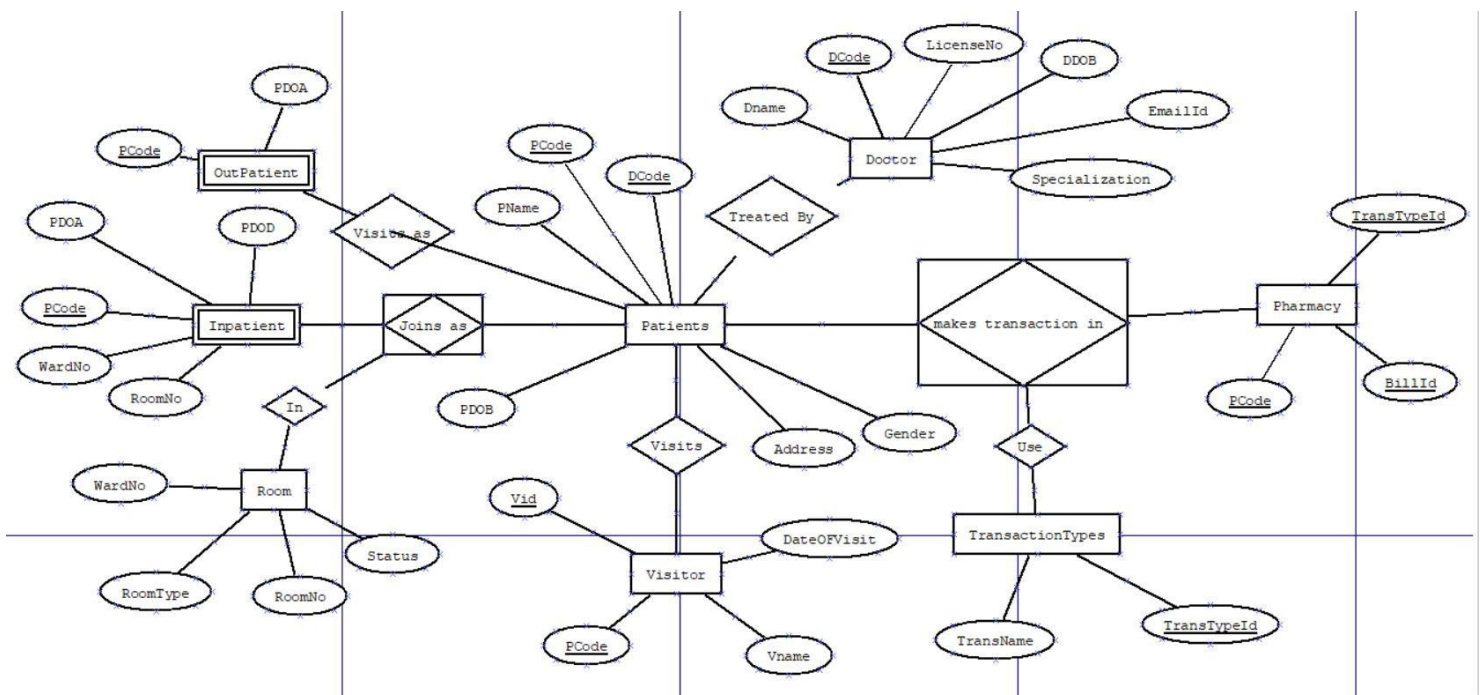 LicenseNo
DCode
DDOB
PDOA
Dname
EmailId
PCode
PCode
Doctor
OutPatient
DCode
Specialization
PName
Treated By
TransTypeId
PDOA
PDOD
Visits as
PCode
Pharmacy
Inpatient
Joins as
Patients
makes transaction in
WardNo
BillId
RoomNo
PCode
In
PDOB
Gender
Visits
Address
Use
WardNo
Room
Vid
DateOFVisit
TransactionTypes
Status
Visitor
RoomType
RoomNo
TransTypeId
TransName
PCode
Vname